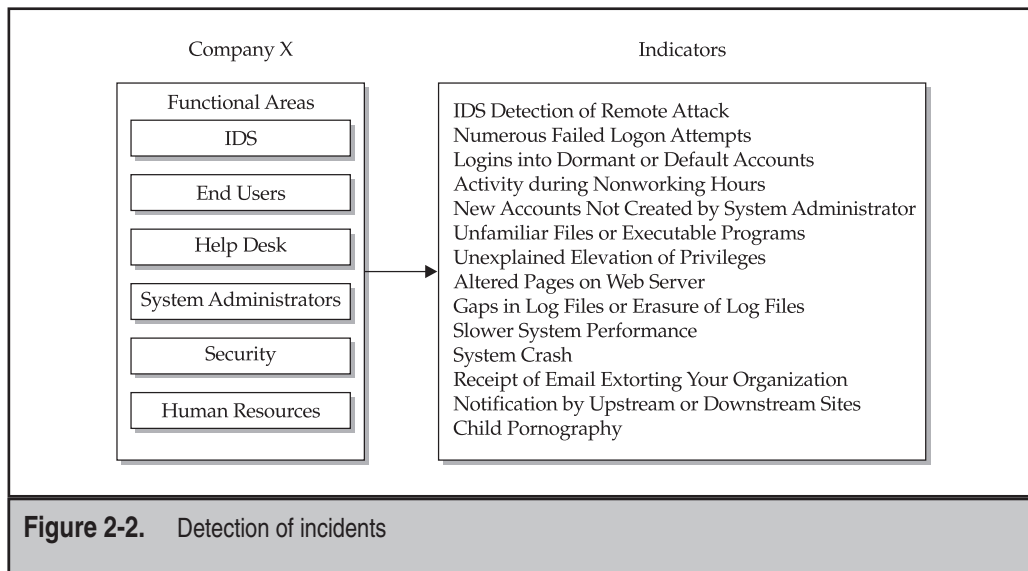 Company X
Functional Areas
IDS
End Users
Help Desk
System Administrators
Security
Human Resources
Indicators
IDS Detection of Remote Attack
Numerous Failed Logon Attempts
Logins into Dormant or Default Accounts
Activity during Nonworking Hours
New Accounts Not Created by System Administrator
Unfamiliar Files or Executable Programs
Unexplained Elevation of Privileges
Altered Pages on Web Server
Gaps in Log Files or Erasure of Log Files
Slower System Performance
System Crash
Receipt of Email Extorting Your Organization
Notification by Upstream or Downstream Sites
Child Pornography
Figure 2-2. Detection of incidents